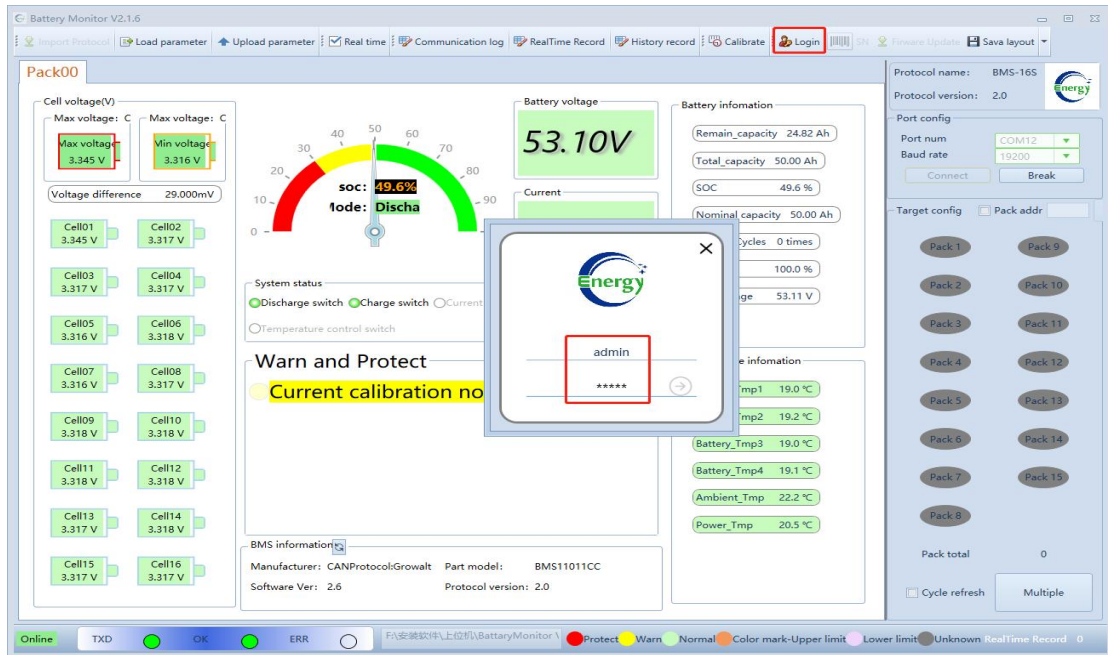 Battery Monitor V2.1.6
Import Protocol Load parameter Upload parameter Real time Communication log RealTime Record History record Calibrate Login SN Firware Update Sava layout
Pack00
Cell voltage(V)
Max voltage: C Max voltage: C
Max voltage 3.345 V
Min voltage 3.316 V
Voltage difference 29.000mV
Cell01 3.345 V
Cell02 3.317 V
Cell03 3.317 V
Cell04 3.317 V
Cell05 3.316 V
Cell06 3.318 V
Cell07 3.316 V
Cell08 3.317 V
Cell09 3.318 V
Cell10 3.318 V
Cell11 3.318 V
Cell12 3.318 V
Cell13 3.317 V
Cell14 3.318 V
Cell15 3.317 V
Cell16 3.317 V
0 10 20 30 40 50 60 70 80 90
soc: 49.6%
Mode: Discha
Battery voltage
53.10V
Current
System status
Discharge switch Charge switch Current
Temperature control switch
Warn and Protect
Current calibration no
BMS information
Manufacturer: CANProtocol:Growalt Part model: BMS11011CC
Software Ver: 2.6 Protocol version: 2.0
Battery infomation
Remain_capacity 24.82 Ah
Total_capacity 50.00 Ah
SOC 49.6 %
Nominal capacity 50.00 Ah
Cycles 0 times
100.0 %
53.11 V
infomation
Tmp1 19.0 ℃
mp2 19.2 ℃
Battery_Tmp3 19.0 ℃
Battery_Tmp4 19.1 ℃
Ambient_Tmp 22.2 ℃
Power_Tmp 20.5 ℃
Energy
admin
*****
Protocol name: BMS-16S
Protocol version: 2.0
Energy
Port config
Port num COM12
Baud rate 19200
Connect Break
Target config Pack addr
Pack 1 Pack 9
Pack 2 Pack 10
Pack 3 Pack 11
Pack 4 Pack 12
Pack 5 Pack 13
Pack 6 Pack 14
Pack 7 Pack 15
Pack 8
Pack total 0
Cycle refresh Multiple
Online TXD OK ERR F:\安装软件\上位机\BattaryMonitor V Protect Warn Normal Color mark-Upper limit Lower limit Unknown RealTime Record 0